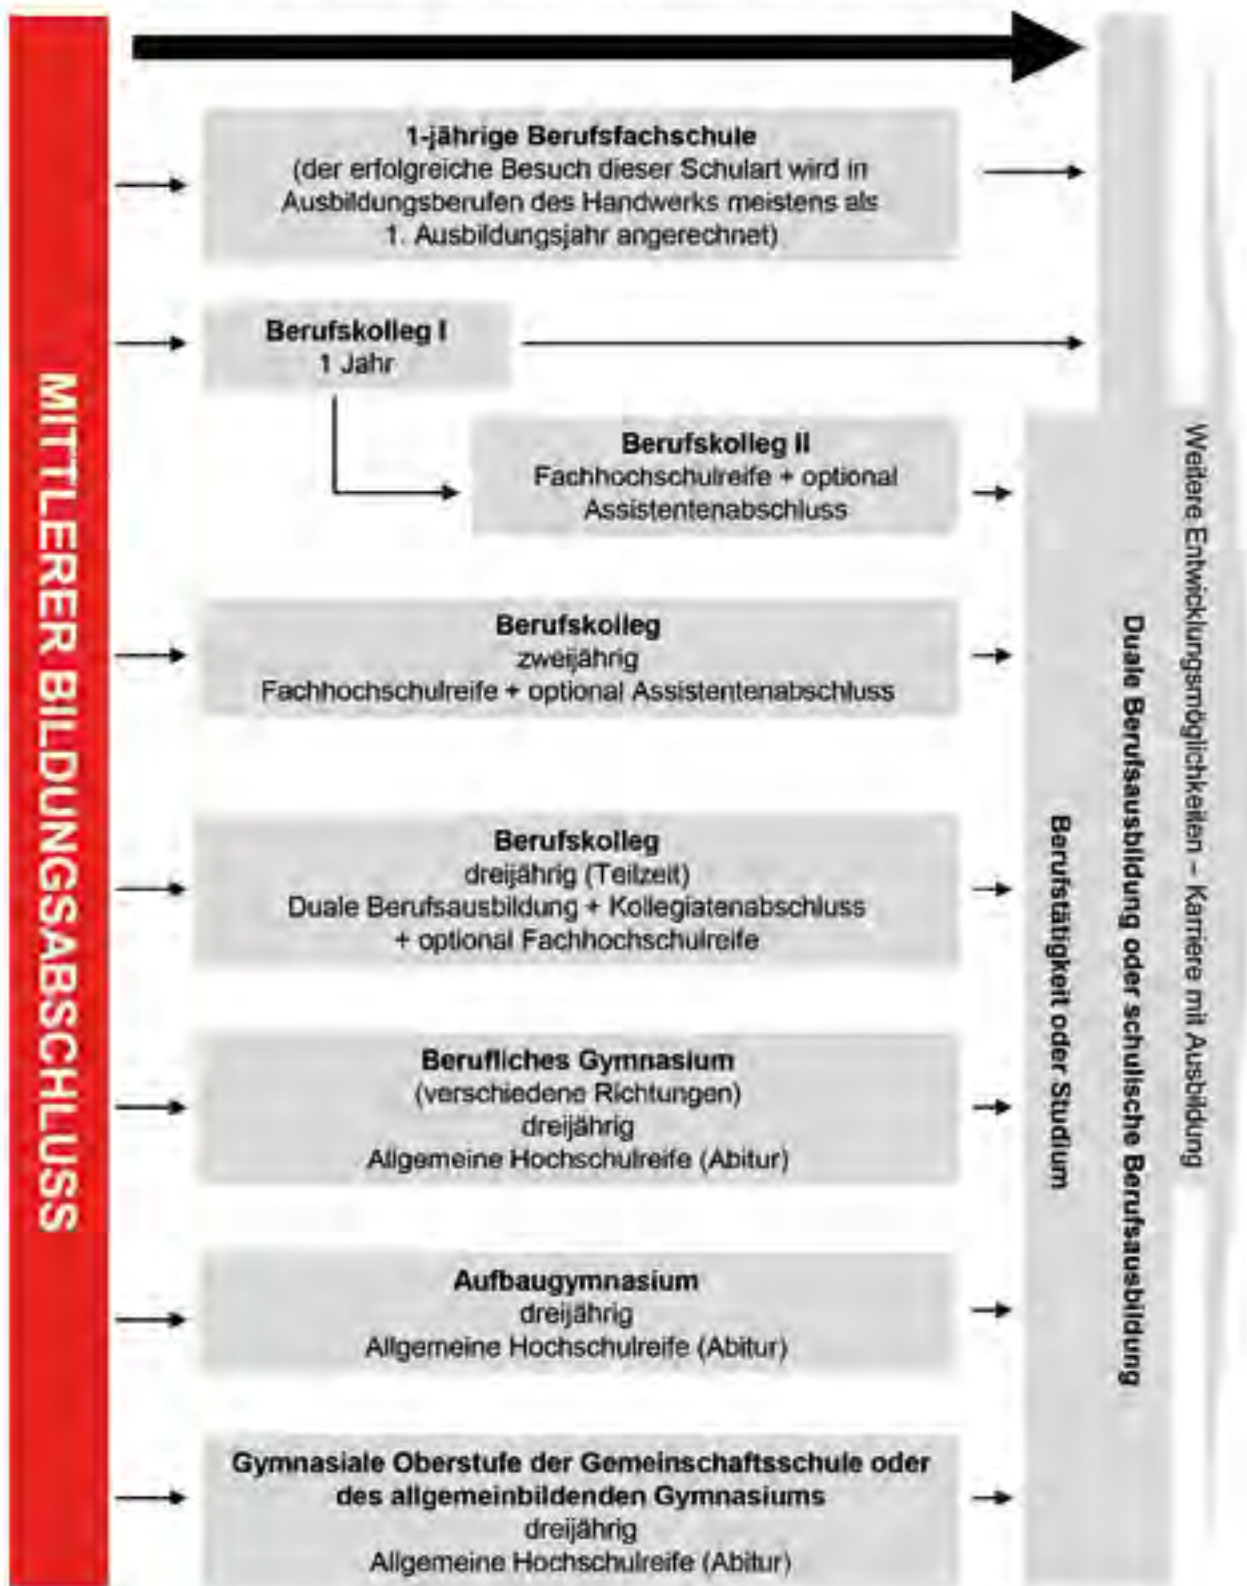 MITTLERER BILDUNGSABSCHLUSS
1-jährige Berufsfachschule
(der erfolgreiche Besuch dieser Schulart wird in
Ausbildungsberufen des Handwerks meistens als
1. Ausbildungsjahr angerechnet)
Berufskolleg I
1 Jahr
Berufskolleg II
Fachhochschulreife + optional
Assistentenabschluss
Berufskolleg
zweijährig
Fachhochschulreife + optional Assistentenabschluss
Berufskolleg
dreijährig (Teilzeit)
Duale Berufsausbildung + Kollegiatenabschluss
+ optional Fachhochschulreife
Berufliches Gymnasium
(verschiedene Richtungen)
dreijährig
Allgemeine Hochschulreife (Abitur)
Aufbaugymnasium
dreijährig
Allgemeine Hochschulreife (Abitur)
Gymnasiale Oberstufe der Gemeinschaftsschule oder
des allgemeinbildenden Gymnasiums
dreijährig
Allgemeine Hochschulreife (Abitur)
Berufstätigkeit oder Studium
Duale Berufsausbildung oder schulische Berufsausbildung
Weitere Entwicklungsmöglichkeiten – Karriere mit Ausbildung